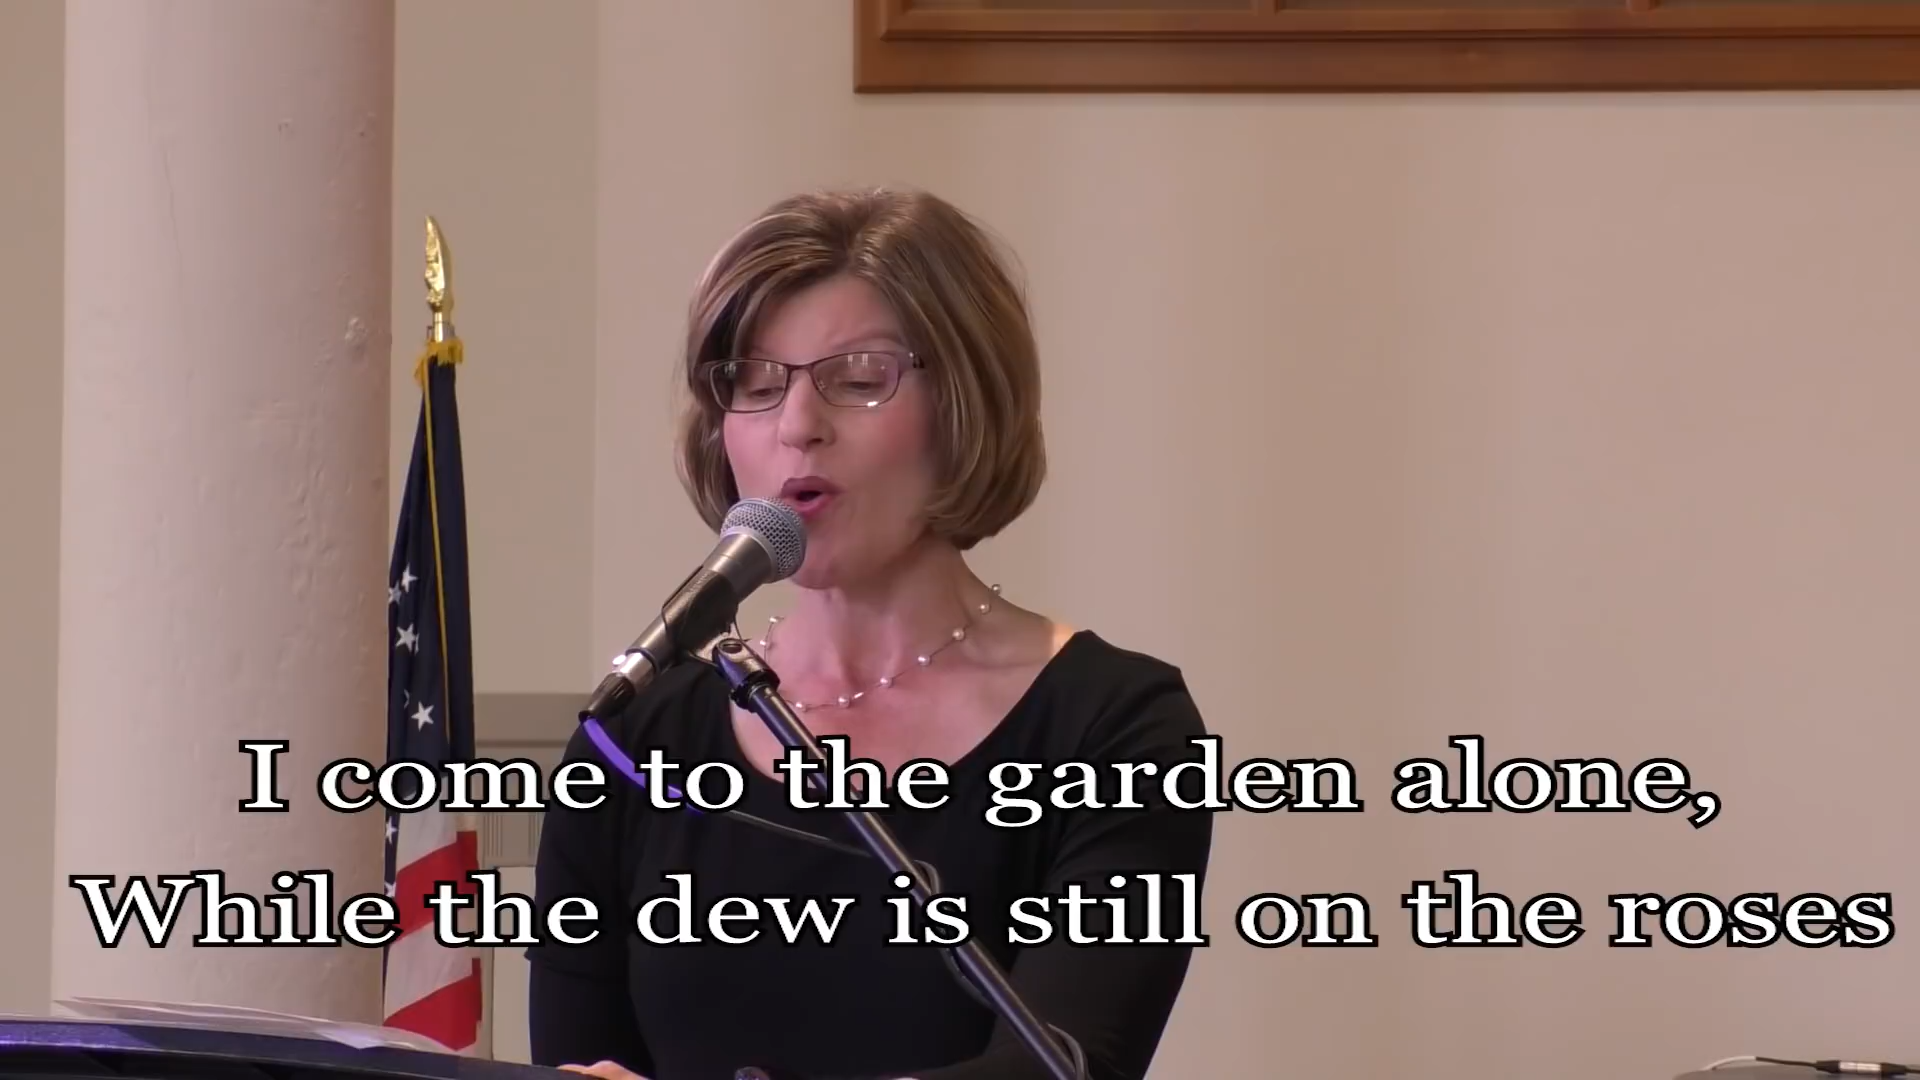 I come to the garden alone,
While the dew is still on the roses